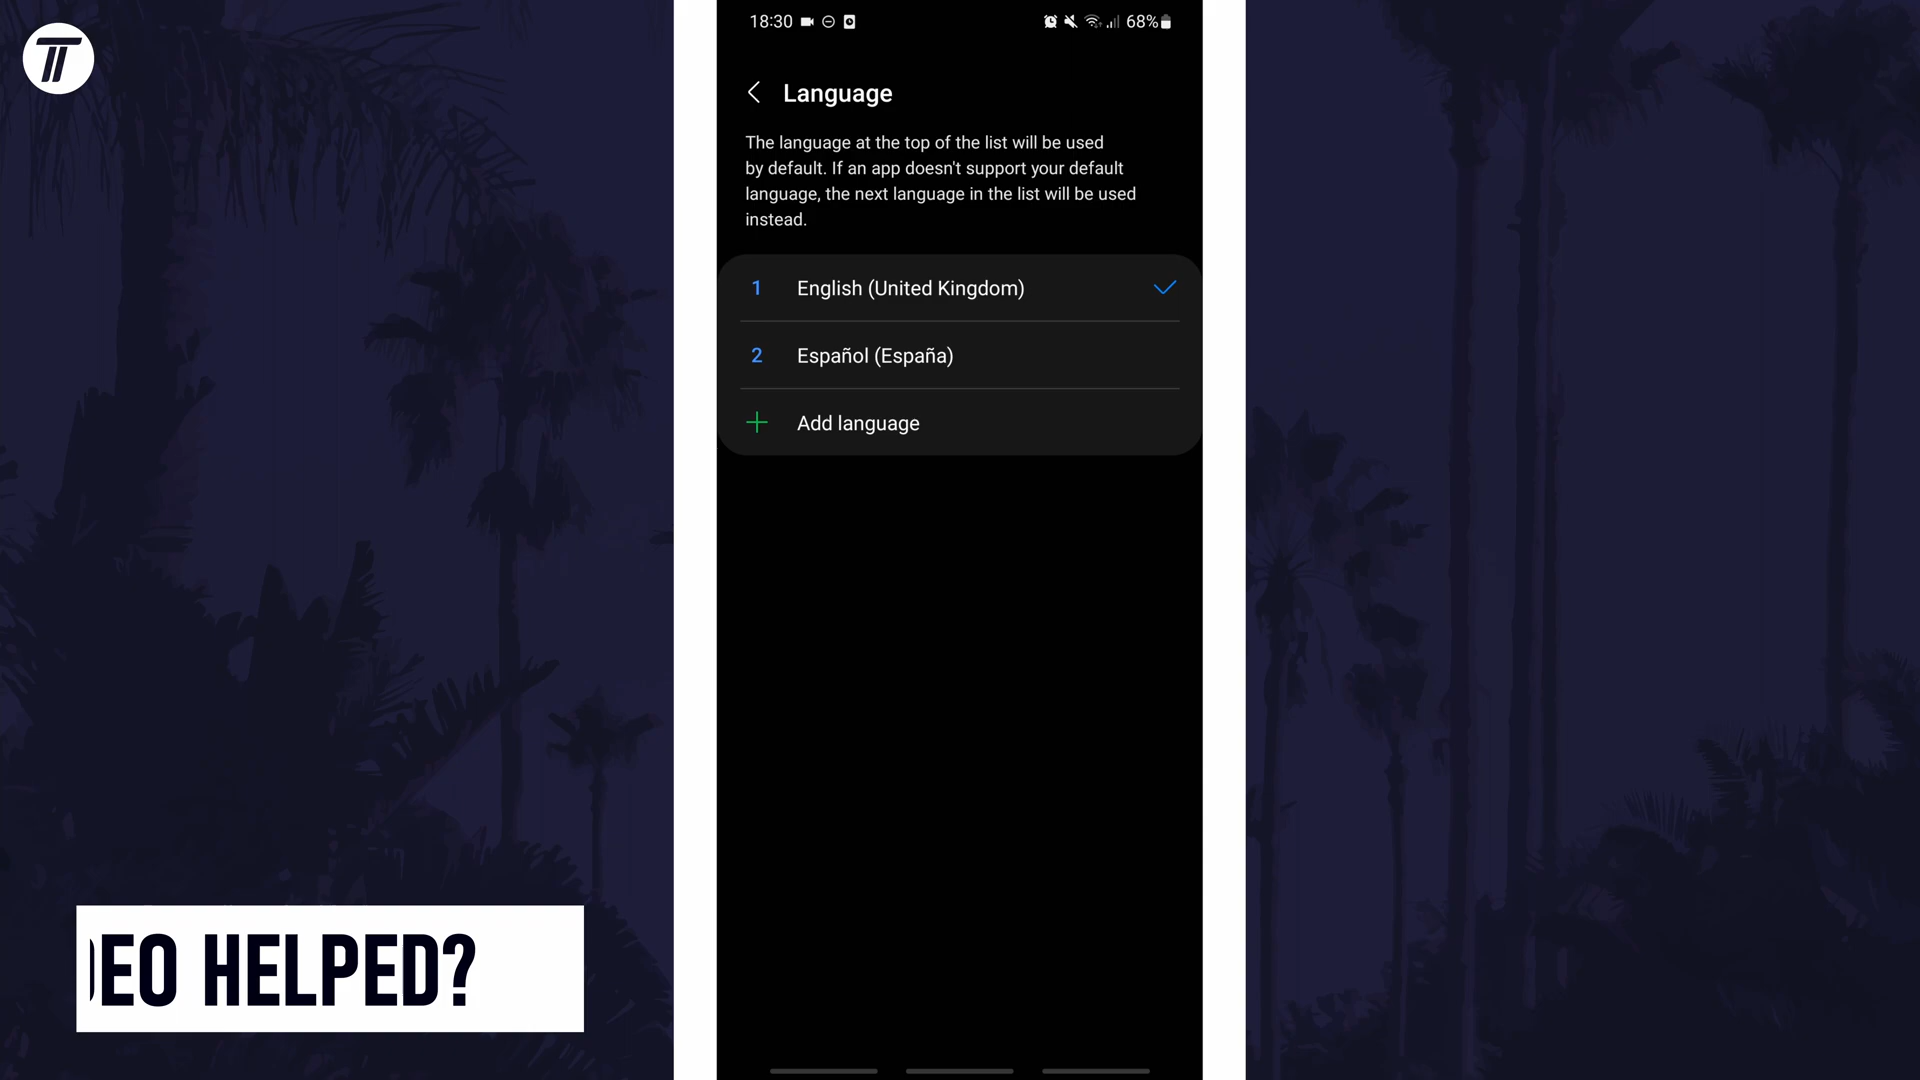 18:30
68%
Language
The language at the top of the list will be used
by default. If an app doesn't support your default
language, the next language in the list will be used
instead.
1 English (United Kingdom)
2 Español (España)
Add language
EO HELPED?